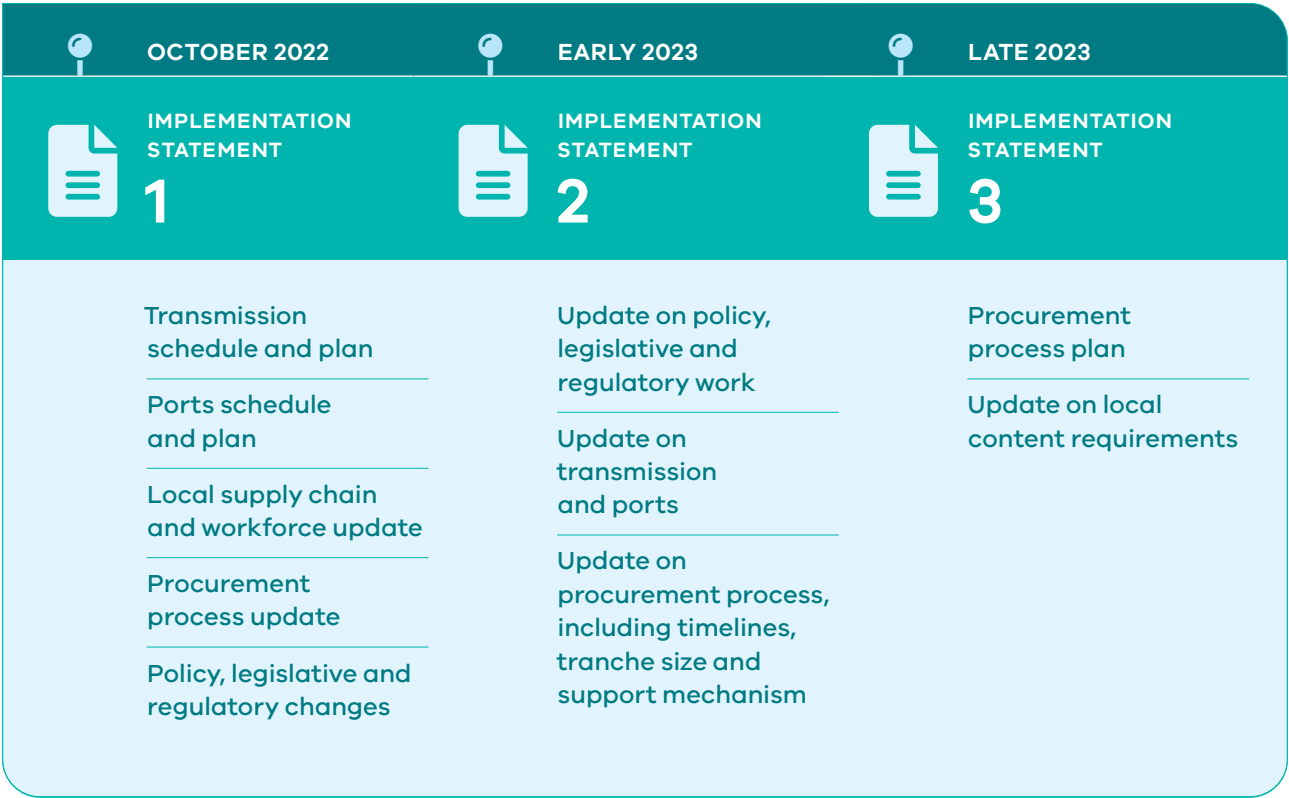 OCTOBER 2022
IMPLEMENTATION
STATEMENT
1
Transmission
schedule and plan
Ports schedule
and plan
Local supply chain
and workforce update
Procurement
process update
Policy, legislative and
regulatory changes
EARLY 2023
IMPLEMENTATION
STATEMENT
2
Update on policy,
legislative and
regulatory work
Update on
transmission
and ports
Update on
procurement process,
including timelines,
tranche size and
support mechanism
LATE 2023
IMPLEMENTATION
STATEMENT
3
Procurement
process plan
Update on local
content requirements